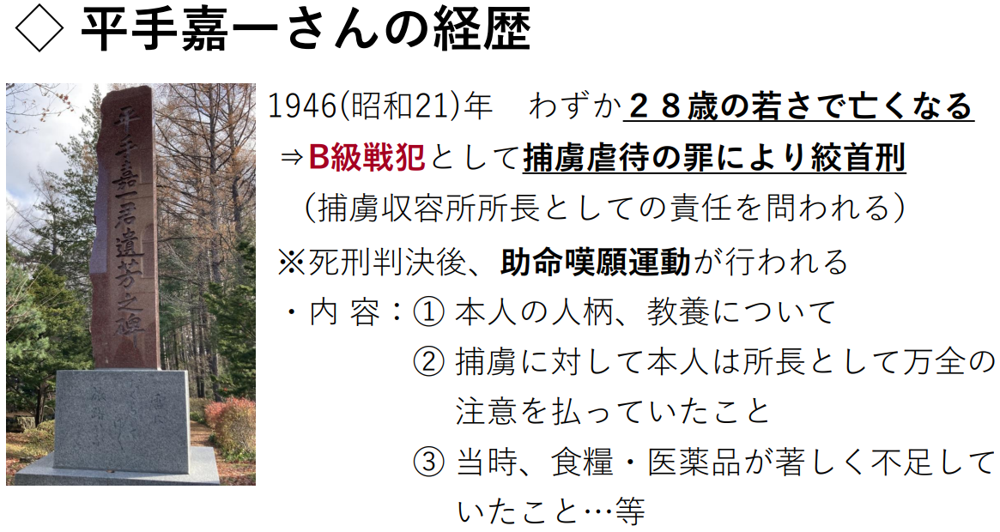 ◇ 平手嘉一さんの経歴
平手嘉一君遺芳之碑
1946(昭和21)年　わずか２８歳の若さで亡くなる
⇒B級戦犯として捕虜虐待の罪により絞首刑
（捕虜収容所所長としての責任を問われる）
※死刑判決後、助命嘆願運動が行われる
・内 容：① 本人の人柄、教養について
② 捕虜に対して本人は所長として万全の
注意を払っていたこと
③ 当時、食糧・医薬品が著しく不足して
いたこと…等